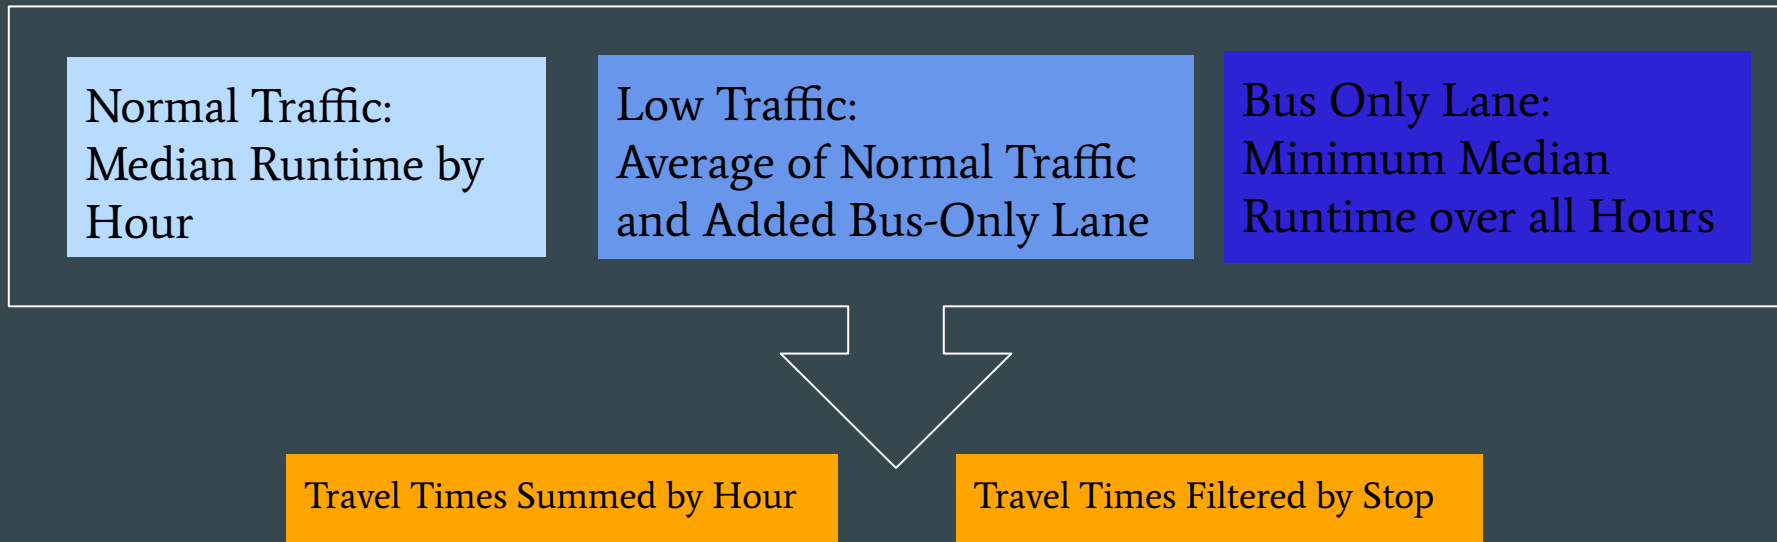 Normal Traffic:
Median Runtime by
Hour
Low Traffic:
Average of Normal Traffic
and Added Bus-Only Lane
Bus Only Lane:
Minimum Median
Runtime over all Hours
Travel Times Summed by Hour
Travel Times Filtered by Stop